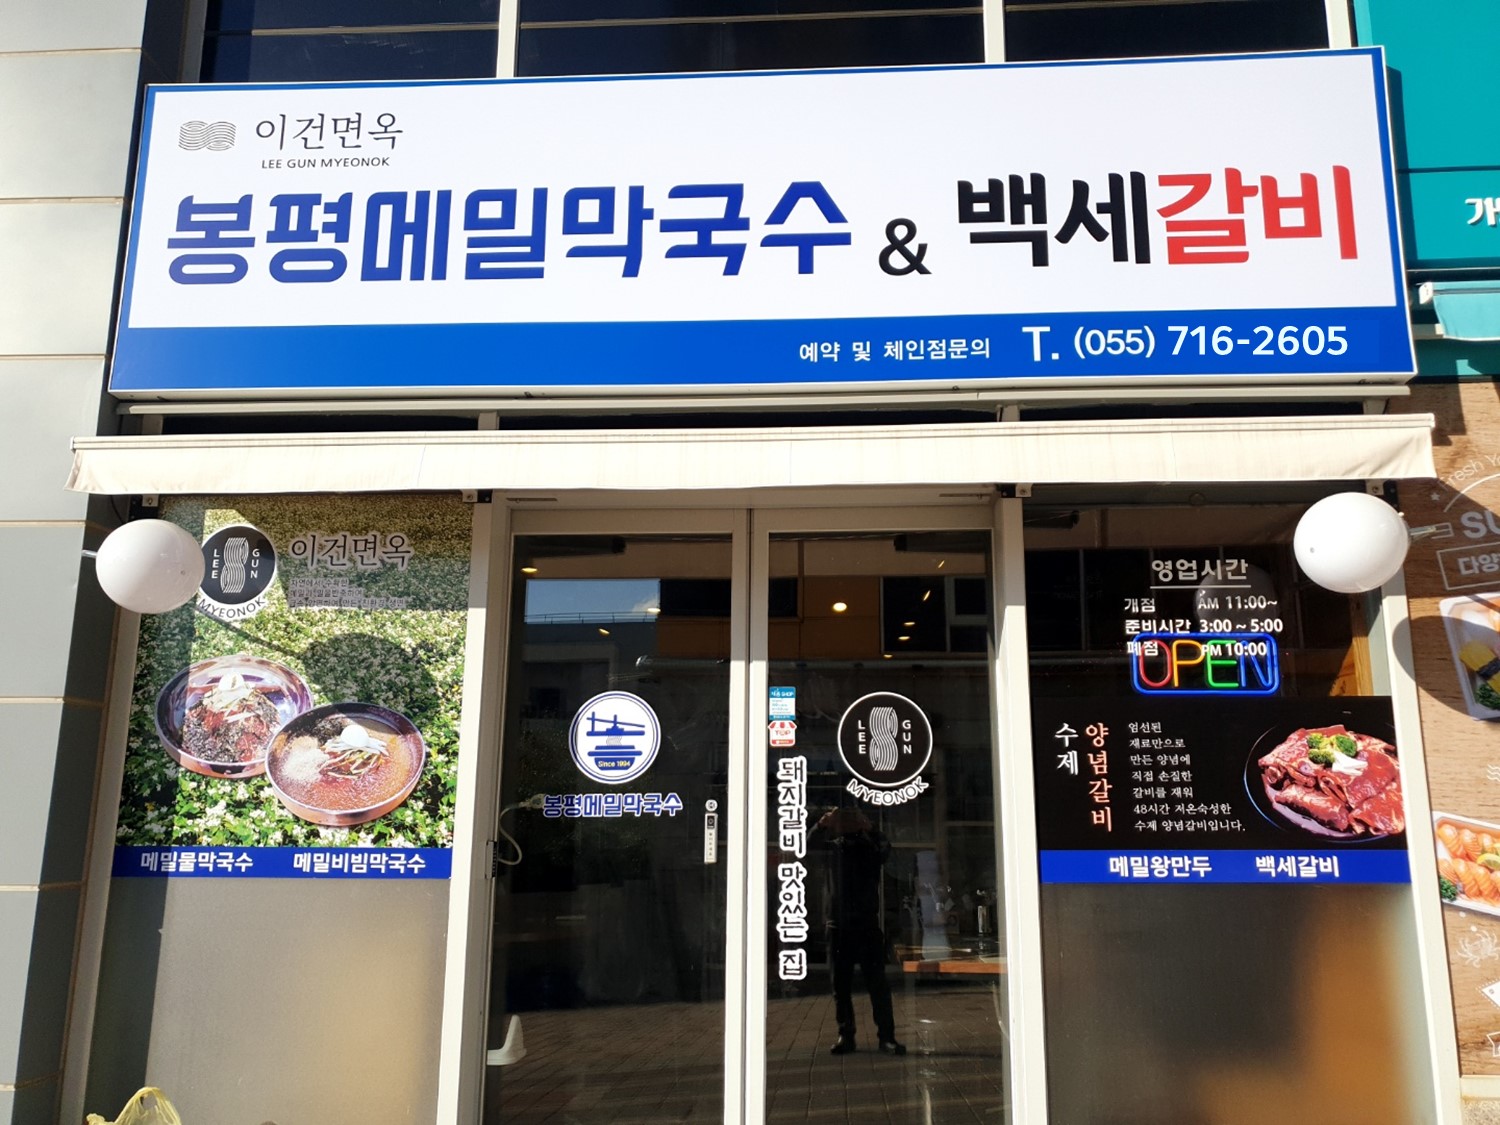 이건면옥
LEE GUN MYEONOK
봉평메밀막국수 & 백세갈비
예약 및 체인점문의 T. (055) 716-2605
LEE GUN
MYEONOK
이건면옥
메밀물막국수 메밀비빔막국수
Since 1994
봉평메밀막국수
TOP
LEE GUN
MYEONOK
돼지갈비 맛있는 집
영업시간
개점 AM 11:00~
준비시간 3:00 ~ 5:00
폐점 PM 10:00
OPEN
수제
양념갈비
엄선된
재료만으로
만든 양념에
직접 손질한
갈비를 재워
48시간 저온숙성한
수제 양념갈비입니다.
메밀왕만두 백세갈비